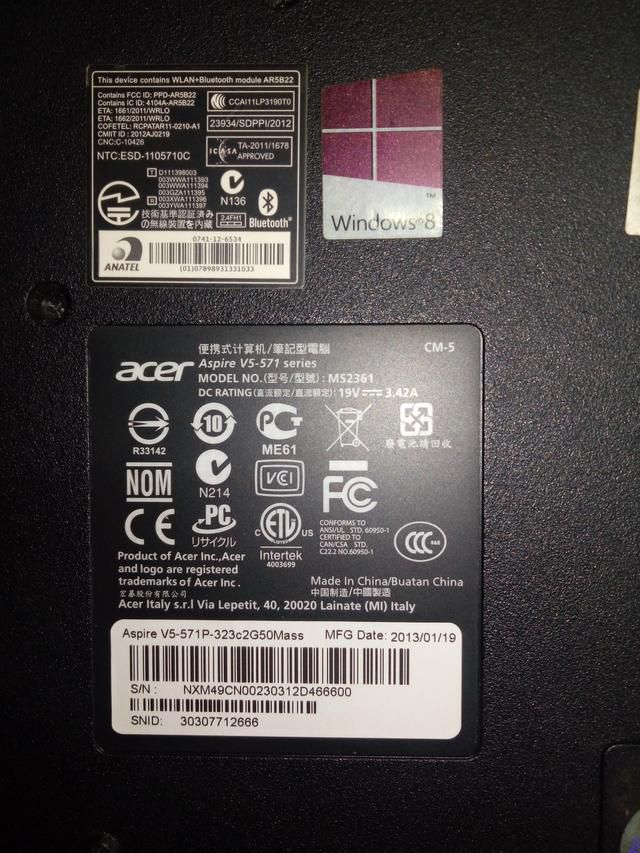 This device contains WLAN+Bluetooth module AR5B22
Contains FCC ID: PPD-AR5B22
Contains IC ID: 4104A-AR5B22
ETA: 1661/2011/WRLO
ETA: 1662/2011/WRLO
COFETEL: RCPATAR11-0210-A1
CMIIT ID: 2012AJ0219
CNC:C-10426
NTC:ESD-1105710C
CCAI11LP3190T0
23934/SDPPI/2012
ICASA TA-2011/1678
APPROVED
T D111398003
003WWA111393
003WWA111394
003GZA111395
R 003XWA111396
003YWA111397
N136
技術基準認証済み
の無線装置を内蔵
2.4FH1
Bluetooth®
ANATEL
0741-12-6534
(01)07898931331033
Windows®8
TM
便携式计算机/筆記型電腦
CM-5
acer Aspire V5-571 series
MODEL NO.(型号/型號): MS2361
DC RATING(直流额定/直流額定): 19V 3.42A
R33142
10
ME61
廢電池請回收
NOM
N214
VCI
FC
CE
PC
リサイクル
C ETL US
LISTED
Intertek
4003699
CONFORMS TO
ANSI/UL STD. 60950-1
CERTIFIED TO
CAN/CSA STD.
C22.2 NO.60950-1
CCC S&E
Product of Acer Inc.,Acer
and logo are registered
trademarks of Acer Inc.
宏碁股份有限公司
Made in China/Buatan China
中国制造/中國製造
Acer Italy s.r.l Via Lepetit, 40, 20020 Lainate (MI) Italy
Aspire V5-571P-323c2G50Mass MFG Date: 2013/01/19
S/N : NXM49CN00230312D466600
SNID: 30307712666